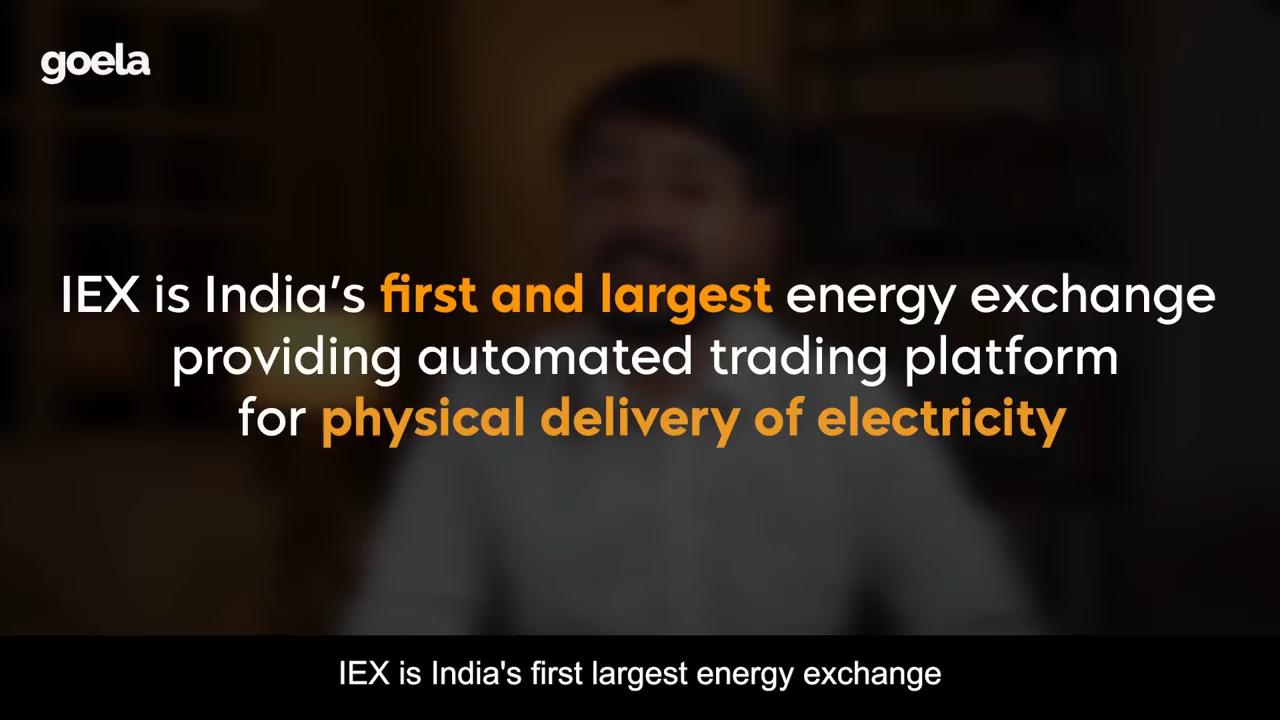 goela
IEX is India’s first and largest energy exchange
providing automated trading platform
for physical delivery of electricity
IEX is India's first largest energy exchange